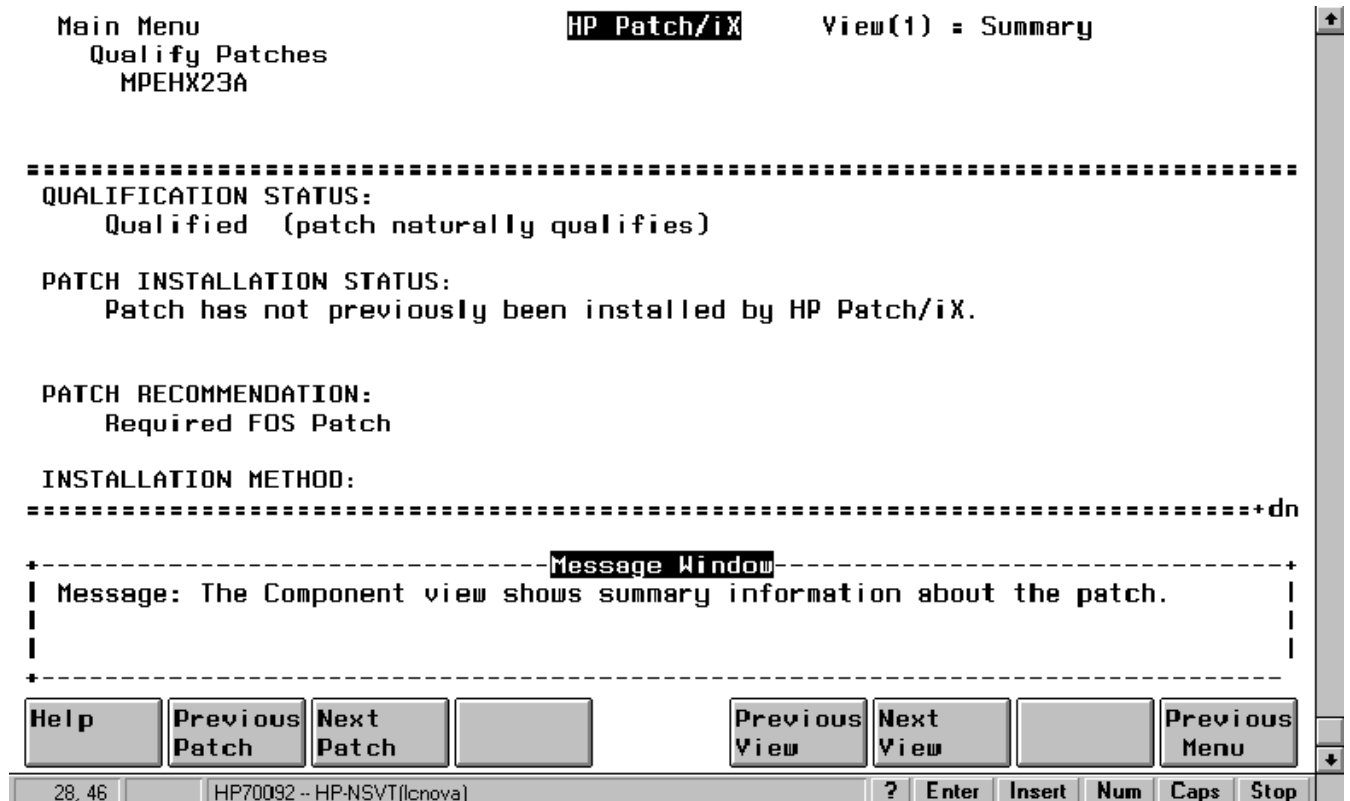 Main Menu HP Patch/iX View(1) = Summary
Qualify Patches
MPEHX23A
================================================================================
QUALIFICATION STATUS:
Qualified (patch naturally qualifies)
PATCH INSTALLATION STATUS:
Patch has not previously been installed by HP Patch/iX.
PATCH RECOMMENDATION:
Required FOS Patch
INSTALLATION METHOD:
=============================================================================+dn
+--------------------------------Message Window--------------------------------+
| Message: The Component view shows summary information about the patch. |
| |
| |
+------------------------------------------------------------------------------
Help Previous Patch Next Patch Previous View Next View Previous Menu
28, 46 HP70092 -- HP-NSVT(lcnova) ? Enter Insert Num Caps Stop